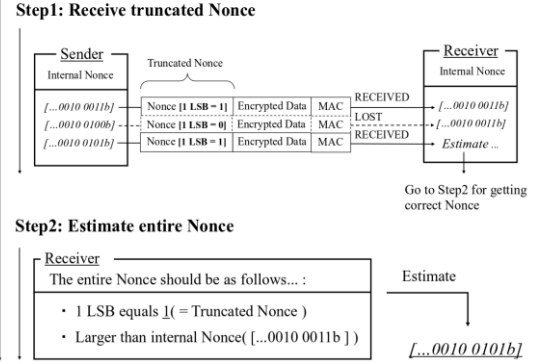 Step1: Receive truncated Nonce
Sender
Internal Nonce
Truncated Nonce
Receiver
Internal Nonce
[...0010 0011b]
Nonce [1 LSB = 1]
Encrypted Data
MAC
RECEIVED
[...0010 0011b]
[...0010 0100b]
Nonce [1 LSB = 0]
Encrypted Data
MAC
LOST
[...0010 0011b]
[...0010 0101b]
Nonce [1 LSB = 1]
Encrypted Data
MAC
RECEIVED
Estimate ...
Go to Step2 for getting
correct Nonce
Step2: Estimate entire Nonce
Receiver
The entire Nonce should be as follows... :
・ 1 LSB equals 1( = Truncated Nonce )
・ Larger than internal Nonce( [...0010 0011b ] )
Estimate
[...0010 0101b]